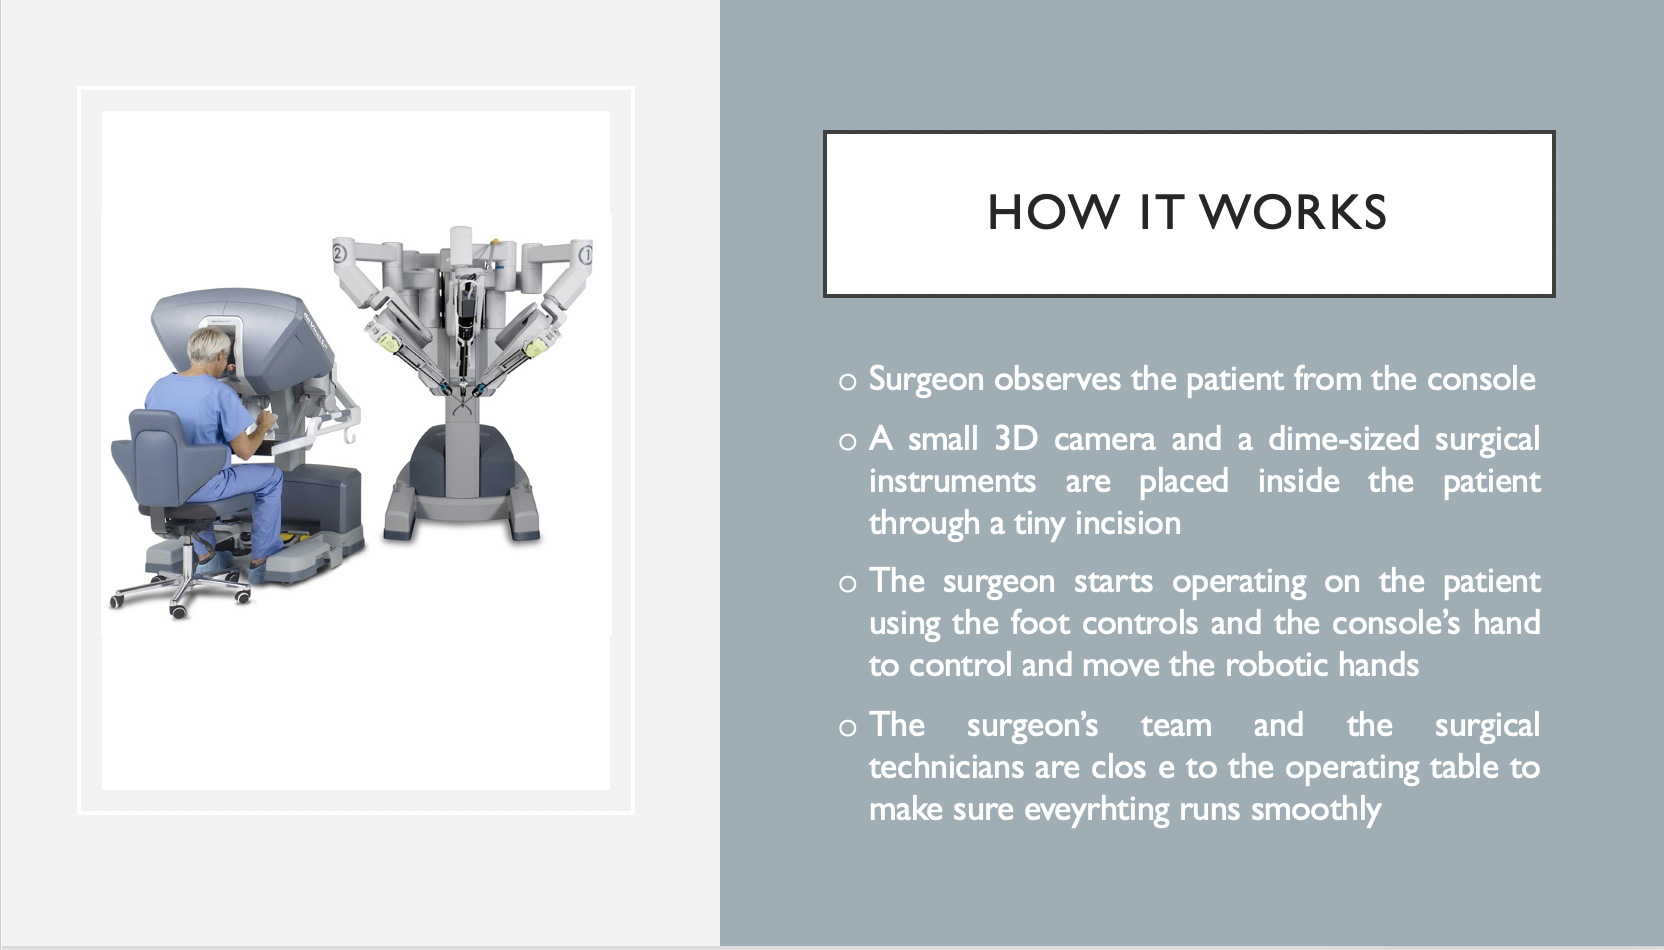 HOW IT WORKS
o Surgeon observes the patient from the console
o A small 3D camera and a dime-sized surgical
instruments are placed inside the patient
through a tiny incision
o The surgeon starts operating on the patient
using the foot controls and the console’s hand
to control and move the robotic hands
o The surgeon’s team and the surgical
technicians are clos e to the operating table to
make sure eveyrhting runs smoothly
2
1